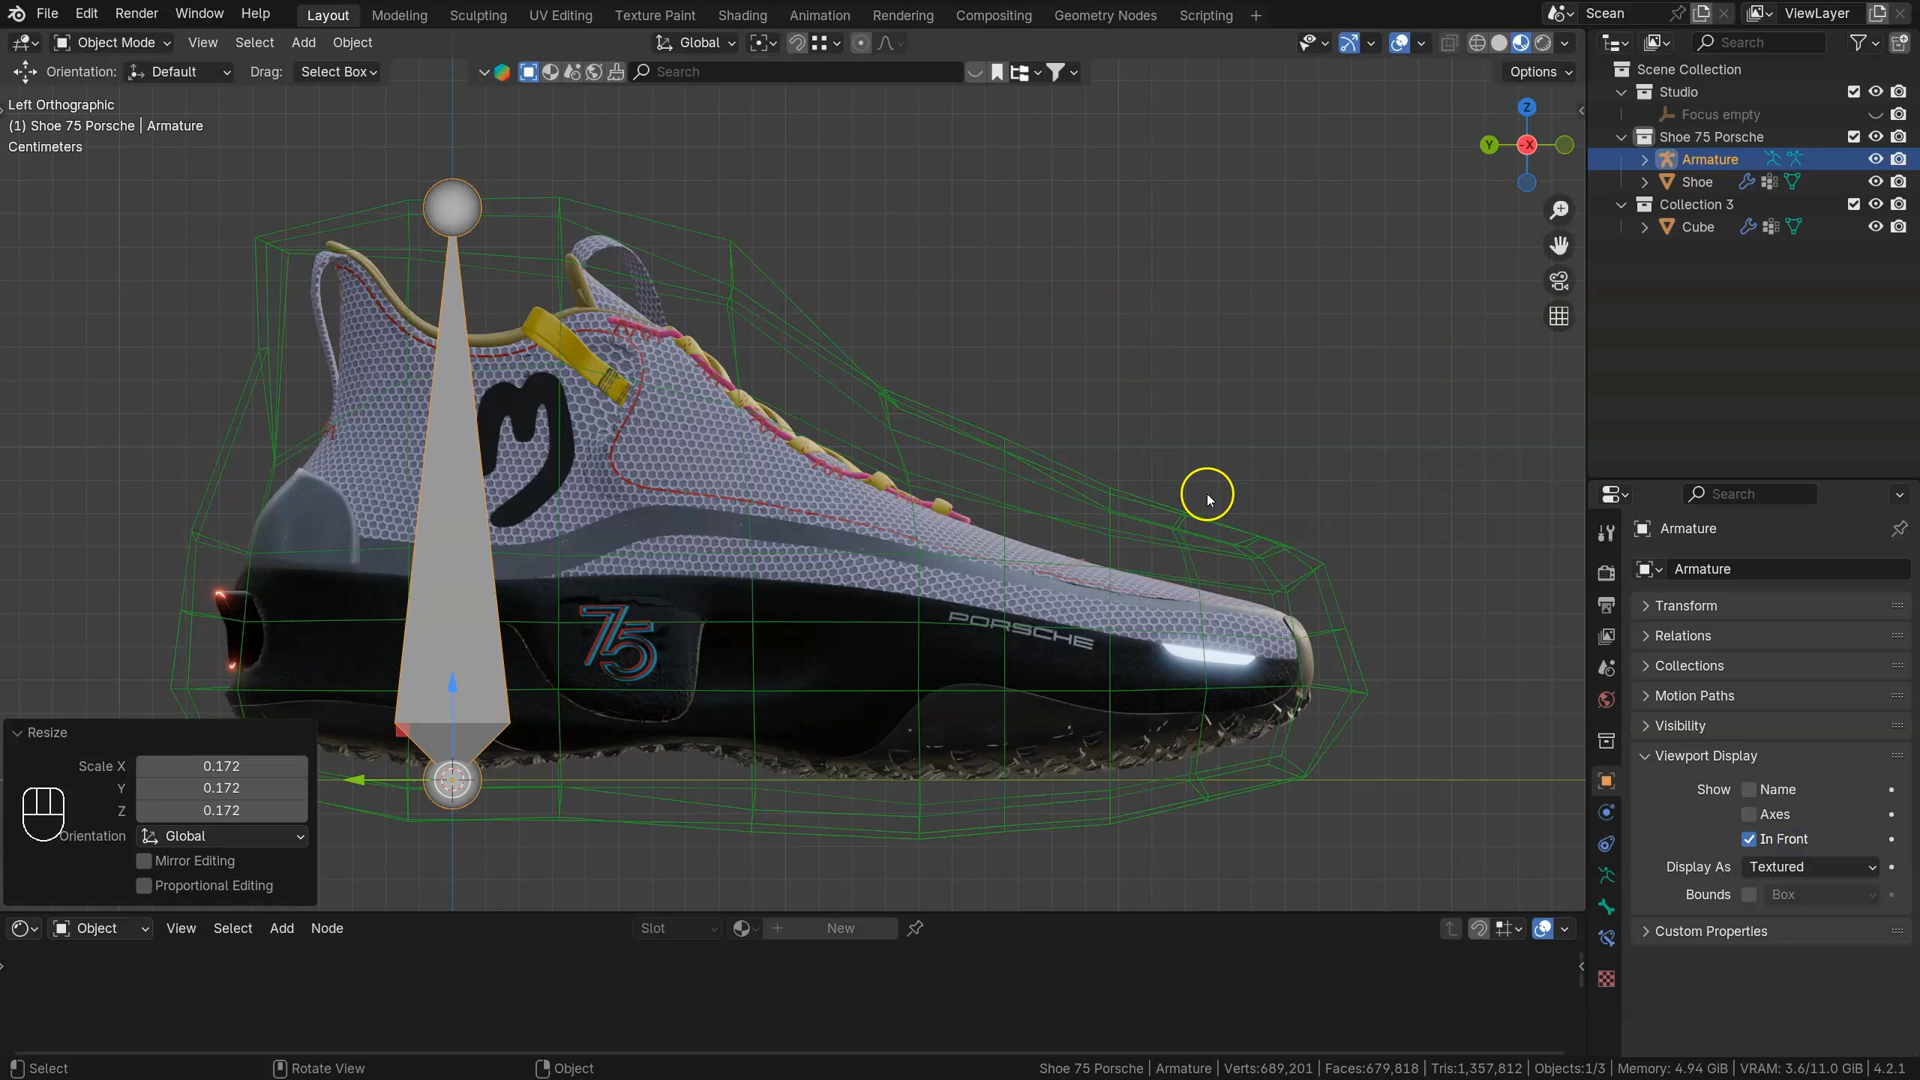 File Edit Render Window Help Layout Modeling Sculpting UV Editing Texture Paint Shading Animation Rendering Compositing Geometry Nodes Scripting + Scean ViewLayer
Object Mode View Select Add Object Global Search
Orientation: Default Drag: Select Box Search Options
Left Orthographic
(1) Shoe 75 Porsche | Armature
Centimeters
Z
Y
-X
Scene Collection
Studio
Focus empty
Shoe 75 Porsche
Armature
Shoe
Collection 3
Cube
75
PORSCHE
Search
Armature
Armature
Transform
Relations
Collections
Motion Paths
Visibility
Viewport Display
Show Name
Axes
In Front
Display As Textured
Bounds Box
Custom Properties
Resize
Scale X 0.172
Y 0.172
Z 0.172
Orientation Global
Mirror Editing
Proportional Editing
Object View Select Add Node Slot New
Select Rotate View Object Shoe 75 Porsche | Armature | Verts:689,201 | Faces:679,818 | Tris:1,357,812 | Objects:1/3 | Memory: 4.94 GiB | VRAM: 3.6/11.0 GiB | 4.2.1